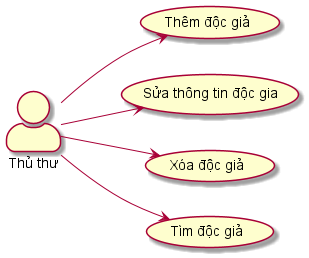 Thêm độc giả
Sửa thông tin độc gia
Thủ thư
Xóa độc giả
Tìm độc giả